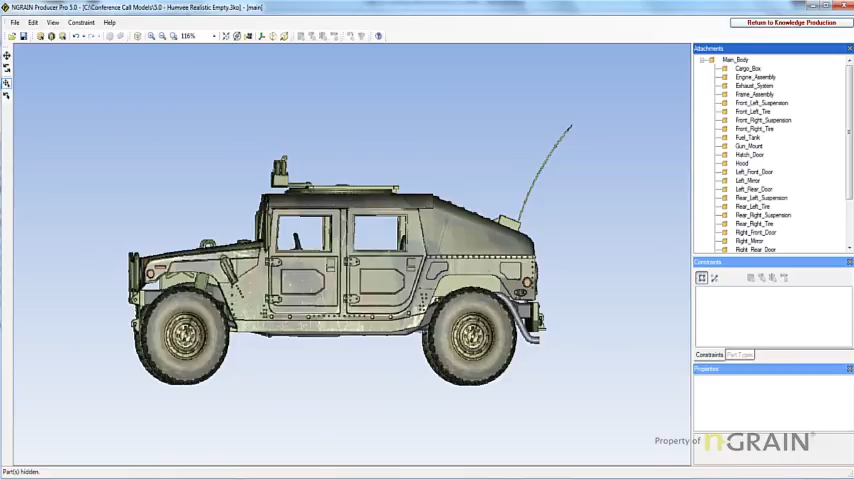 NGRAIN Producer Pro 5.0 - [C:\Conference Call Models\5.0 - Humvee Realistic Empty.3ko] - [main]
File Edit View Constraint Help
116%
Return to Knowledge Production
Attachments
Main_Body
Cargo_Box
Engine_Assembly
Exhaust_System
Frame_Assembly
Front_Left_Suspension
Front_Left_Tire
Front_Right_Suspension
Front_Right_Tire
Fuel_Tank
Gun_Mount
Hatch_Door
Hood
Left_Front_Door
Left_Mirror
Left_Rear_Door
Rear_Left_Suspension
Rear_Left_Tire
Rear_Right_Suspension
Rear_Right_Tire
Right_Front_Door
Right_Mirror
Right_Rear_Door
Constraints
Constraints Part Types
Properties
Property of nGRAIN®
Part(s) hidden.